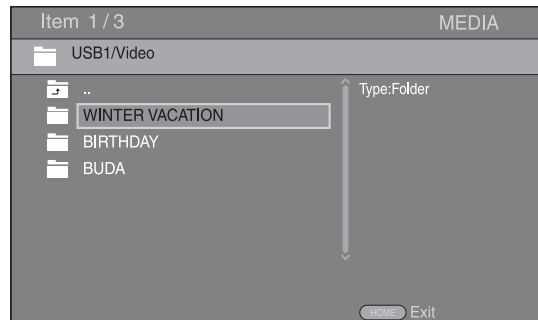 Item 1/3 MEDIA
USB1/Video
..
Type:Folder
WINTER VACATION
BIRTHDAY
BUDA
HOME Exit